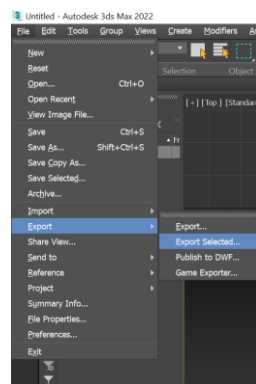 Untitled - Autodesk 3ds Max 2022
File Edit Tools Group Views Create Modifiers
New
Reset
Open... Ctrl+O
Open Recent
View Image File...
Save Ctrl+S
Save As... Shift+Ctrl+S
Save Copy As...
Save Selected...
Archive...
Import
Export
Share View...
Send to
Reference
Project
Summary Info...
File Properties...
Preferences...
Exit
Selection Object
[+] [Top ] [Standard
Fr
Export...
Export Selected...
Publish to DWF...
Game Exporter...